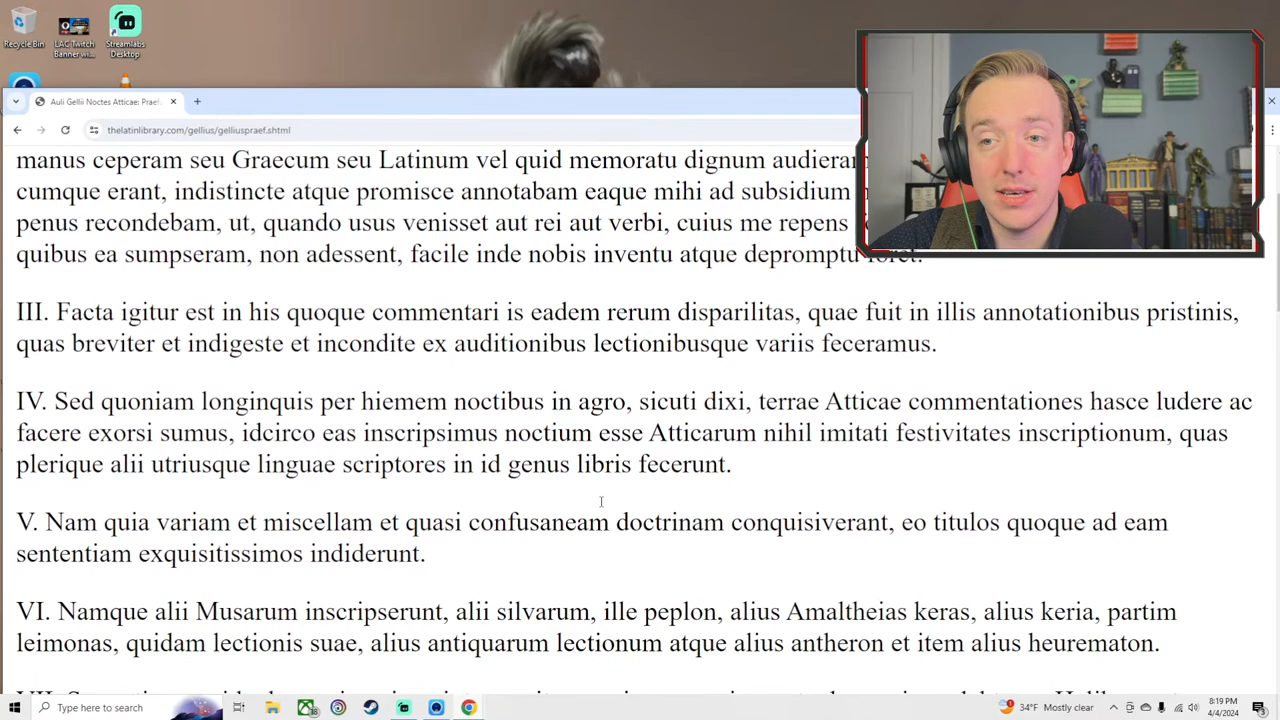 Recycle Bin
LAC Twitch
Banner wi...
Streamlabs
Desktop
Auli Gellii Noctes Atticae: Praef
thelatinlibrary.com/gellius/gelliuspraef.shtml
manus ceperam seu Graecum seu Latinum vel quid memoratu dignum audieram
cumque erant, indistincte atque promisce annotabam eaque mihi ad subsidium
penus recondebam, ut, quando usus venisset aut rei aut verbi, cuius me repens
quibus ea sumpseram, non adessent, facile inde nobis inventu atque depromptu foret.
III. Facta igitur est in his quoque commentari is eadem rerum disparilitas, quae fuit in illis annotationibus pristinis,
quas breviter et indigeste et incondite ex auditionibus lectionibusque variis feceramus.
IV. Sed quoniam longinquis per hiemem noctibus in agro, sicuti dixi, terrae Atticae commentationes hasce ludere ac
facere exorsi sumus, idcirco eas inscripsimus noctium esse Atticarum nihil imitati festivitates inscriptionum, quas
plerique alii utriusque linguae scriptores in id genus libris fecerunt.
V. Nam quia variam et miscellam et quasi confusaneam doctrinam conquisiverant, eo titulos quoque ad eam
sententiam exquisitissimos indiderunt.
VI. Namque alii Musarum inscripserunt, alii silvarum, ille peplon, alius Amaltheias keras, alius keria, partim
leimonas, quidam lectionis suae, alius antiquarum lectionum atque alius antheron et item alius heurematon.
Type here to search
34°F Mostly clear
8:19 PM
4/4/2024